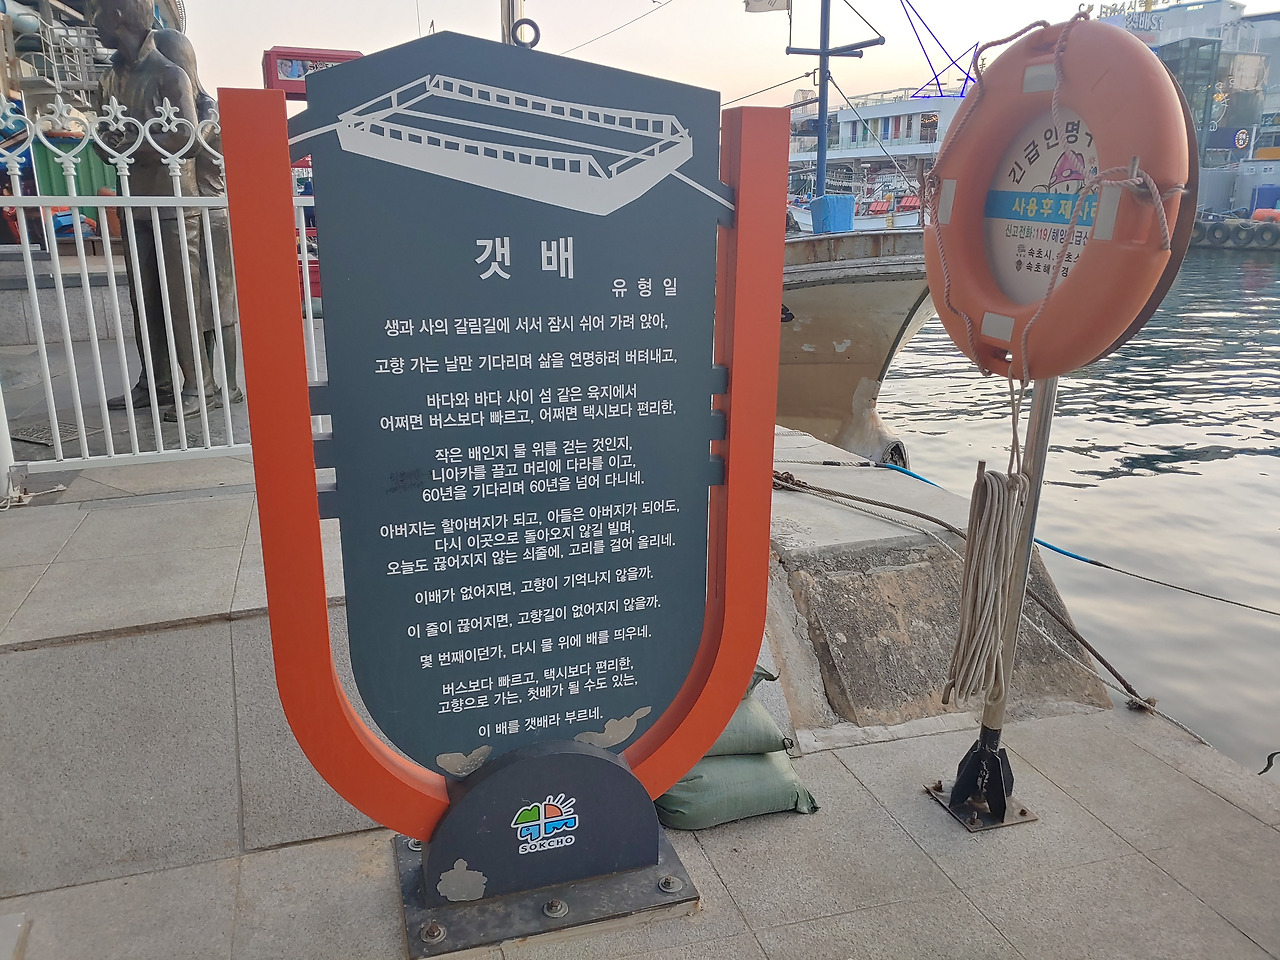 갯 배
유 형 일
생과 사의 갈림길에 서서 잠시 쉬어 가려 앉아,
고향 가는 날만 기다리며 삶을 연명하려 버텨내고,
바다와 바다 사이 섬 같은 육지에서
어쩌면 버스보다 빠르고, 어쩌면 택시보다 편리한,
작은 배인지 물 위를 걷는 것인지,
니아카를 끌고 머리에 다라를 이고,
60년을 기다리며 60년을 넘어 다니네.
아버지는 할아버지가 되고, 아들은 아버지가 되어도,
다시 이곳으로 돌아오지 않길 빌며,
오늘도 끊어지지 않는 쇠줄에, 고리를 걸어 올리네.
이배가 없어지면, 고향이 기억나지 않을까.
이 줄이 끊어지면, 고향길이 없어지지 않을까.
몇 번째이던가, 다시 물 위에 배를 띄우네.
버스보다 빠르고, 택시보다 편리한,
고향으로 가는, 첫배가 될 수도 있는,
이 배를 갯배라 부르네.
SOKCHO
긴급인명구
사용후 제자리
신고전화:119/해양긴급신
속초시. 속초소
속초해양경